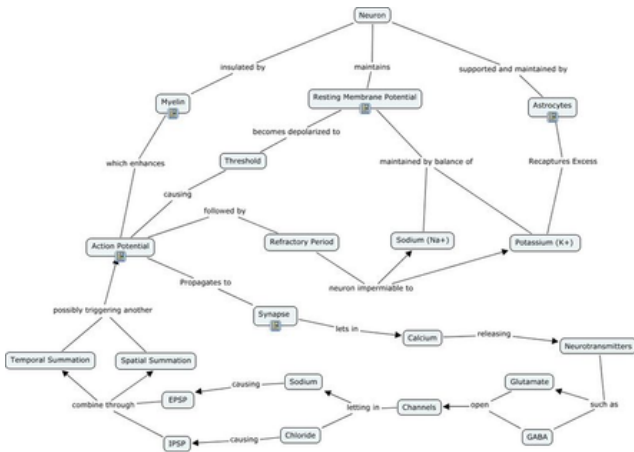 Neuron
insulated by
maintains
supported and maintained by
Myelin
Resting Membrane Potential
Astrocytes
becomes depolarized to
which enhances
Threshold
maintained by balance of
Recaptures Excess
causing
followed by
Action Potential
Refractory Period
Sodium (Na+)
Potassium (K+)
Propagates to
neuron impermiable to
possibly triggering another
Synapse
lets in
Calcium
releasing
Neurotransmitters
Temporal Summation
Spatial Summation
causing
Sodium
Glutamate
EPSP
combine through
letting in
Channels
open
such as
IPSP
causing
Chloride
GABA